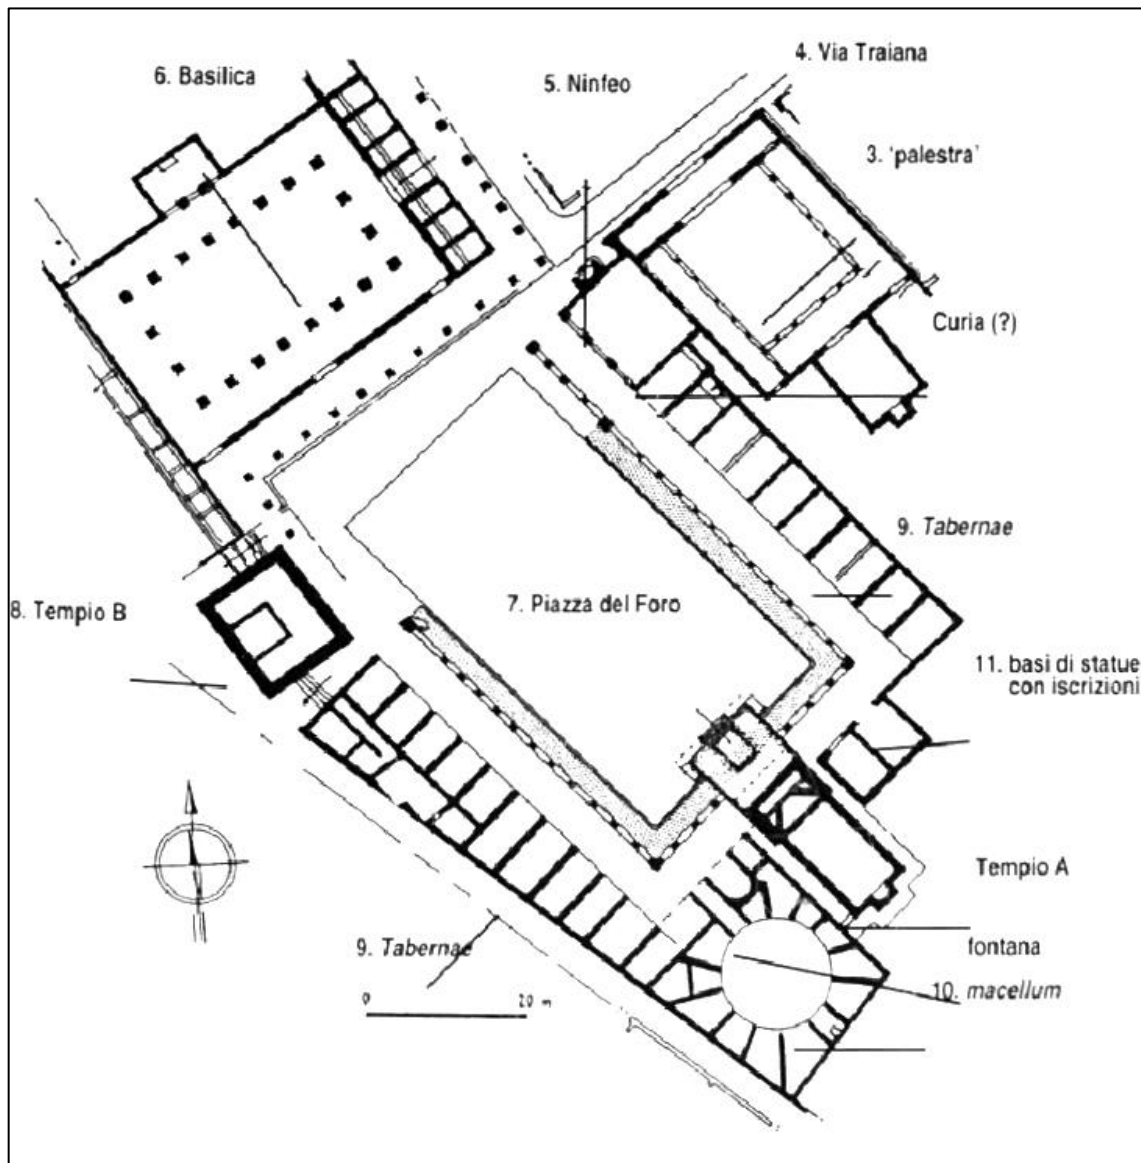 4. Via Traiana
6. Basilica
5. Ninfeo
3. 'palestra'
Curia (?)
9. Tabernae
7. Piazza del Foro
8. Tempio B
11. basi di statue
con iscrizioni
Tempio A
9. Tabernae
fontana
10. macellum
0 20 m